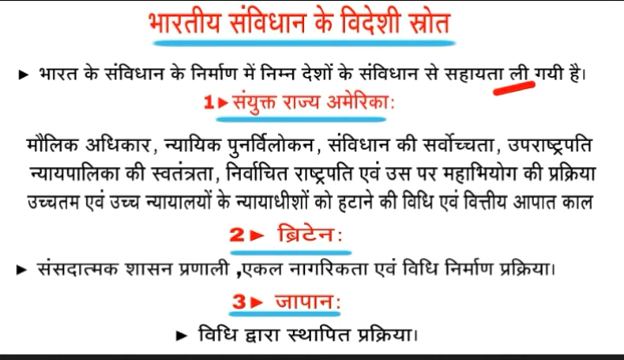 भारतीय संविधान के विदेशी स्रोत
▶ भारत के संविधान के निर्माण में निम्न देशों के संविधान से सहायता ली गयी है।
1▶संयुक्त राज्य अमेरिका:
मौलिक अधिकार, न्यायिक पुनर्विलोकन, संविधान की सर्वोच्चता, उपराष्ट्रपति
न्यायपालिका की स्वतंत्रता, निर्वाचित राष्ट्रपति एवं उस पर महाभियोग की प्रक्रिया
उच्चतम एवं उच्च न्यायालयों के न्यायाधीशों को हटाने की विधि एवं वित्तीय आपात काल
2▶ ब्रिटेन:
▶ संसदात्मक शासन प्रणाली ,एकल नागरिकता एवं विधि निर्माण प्रक्रिया।
3▶ जापान:
▶ विधि द्वारा स्थापित प्रक्रिया।